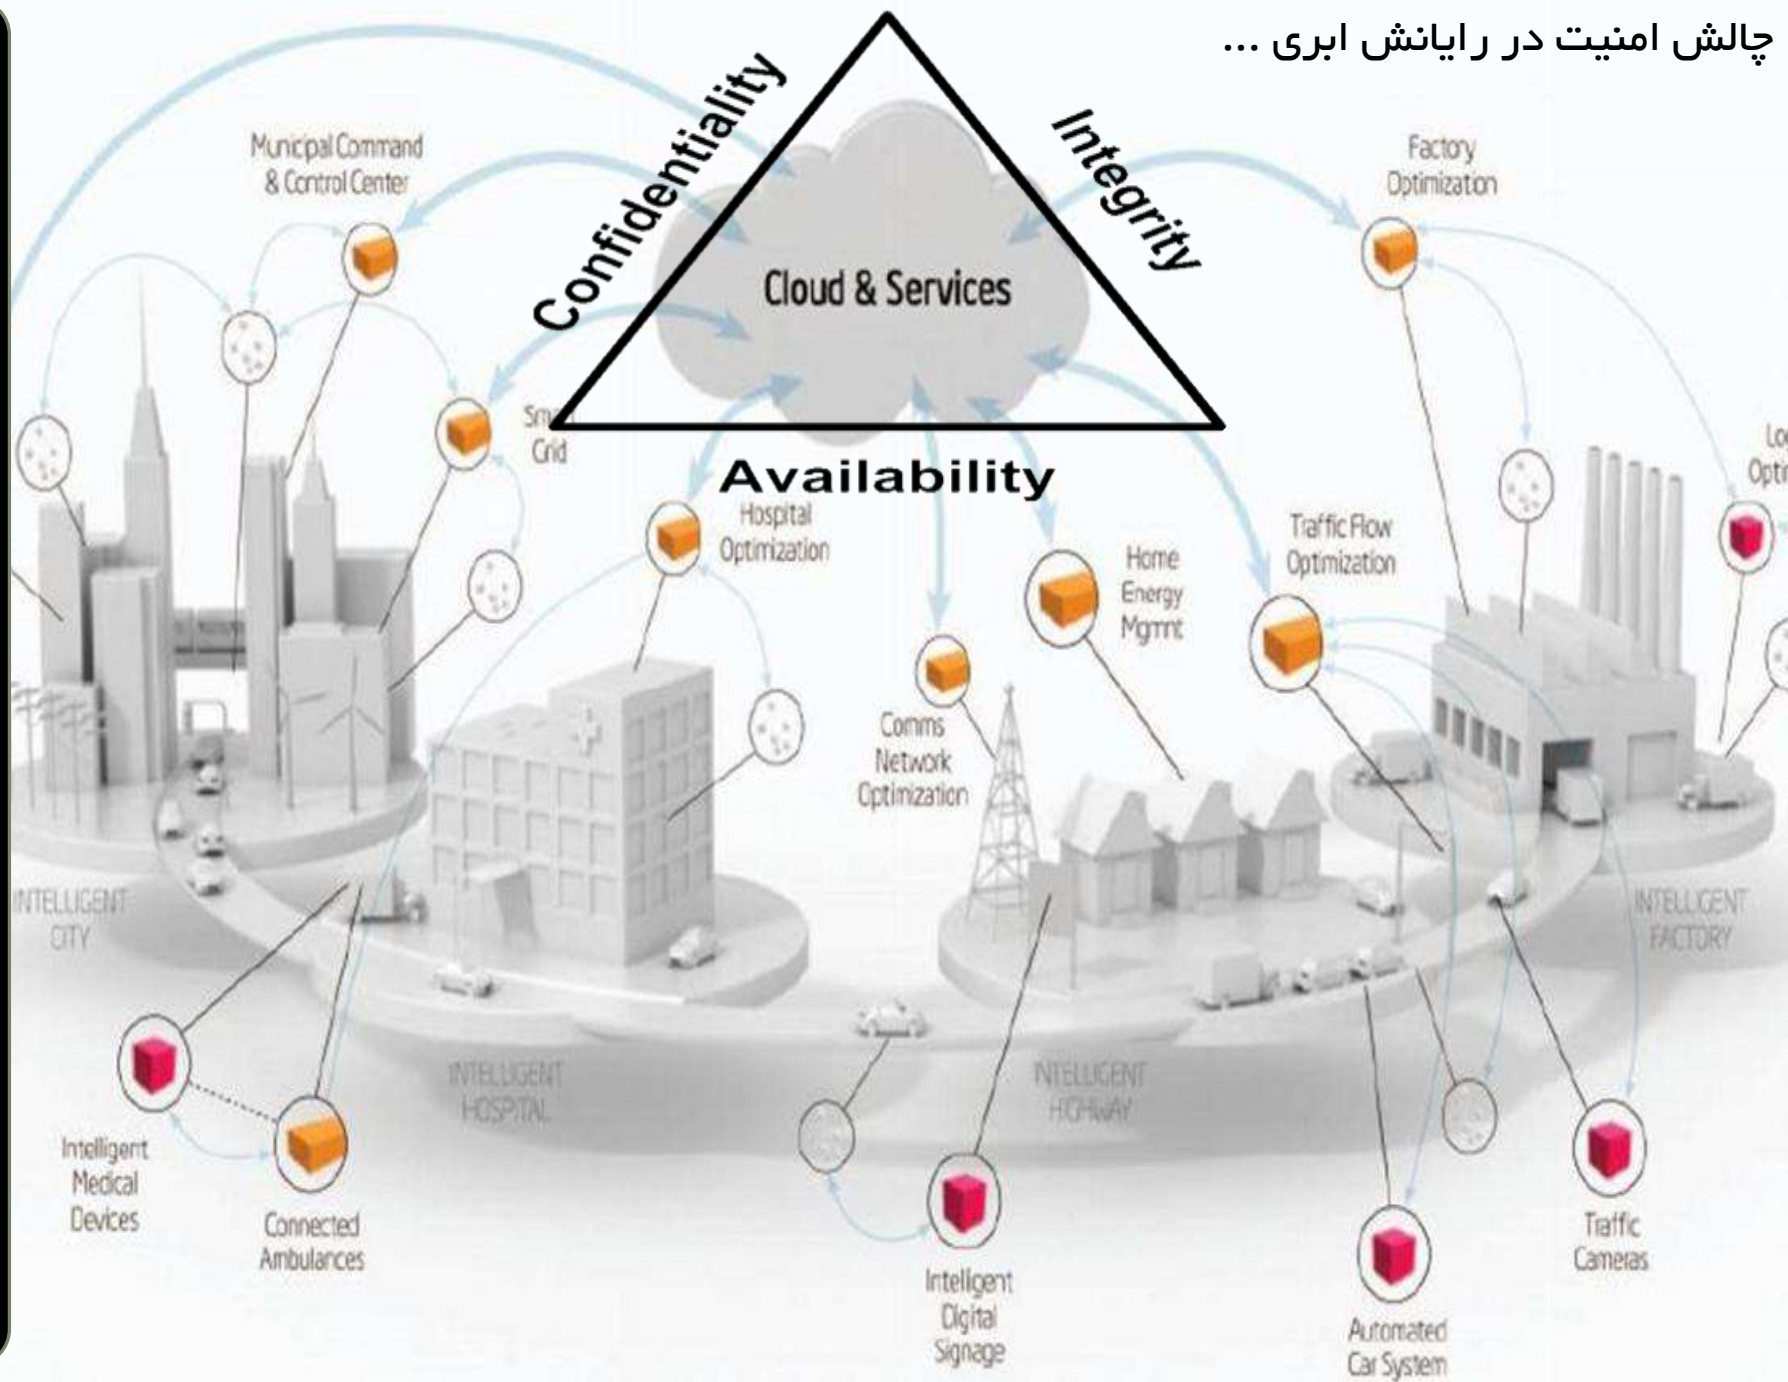 چالش امنیت در رایانش ابری ...
Confidentiality
Integrity
Municipal Command
& Control Center
Factory
Optimization
Cloud & Services
Grid
Availability
Hospital
Optimization
Traffic Flow
Optimization
Home
Energy
Mgmnt
Comms
Network
Optimization
INTELLIGENT
CITY
INTELLIGENT
FACTORY
INTELLIGENT
HOSPITAL
INTELLIGENT
HIGHWAY
Intelligent
Medical
Devices
Connected
Ambulances
Intelligent
Digital
Signage
Automated
Car System
Traffic
Cameras